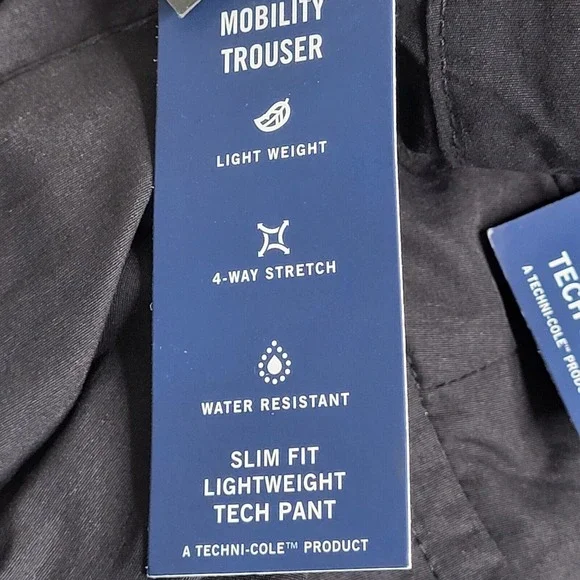 MOBILITY
TROUSER
LIGHT WEIGHT
4-WAY STRETCH
WATER RESISTANT
SLIM FIT
LIGHTWEIGHT
TECH PANT
A TECHNI-COLE™ PRODUCT
TECH
A TECHNI-COLE™